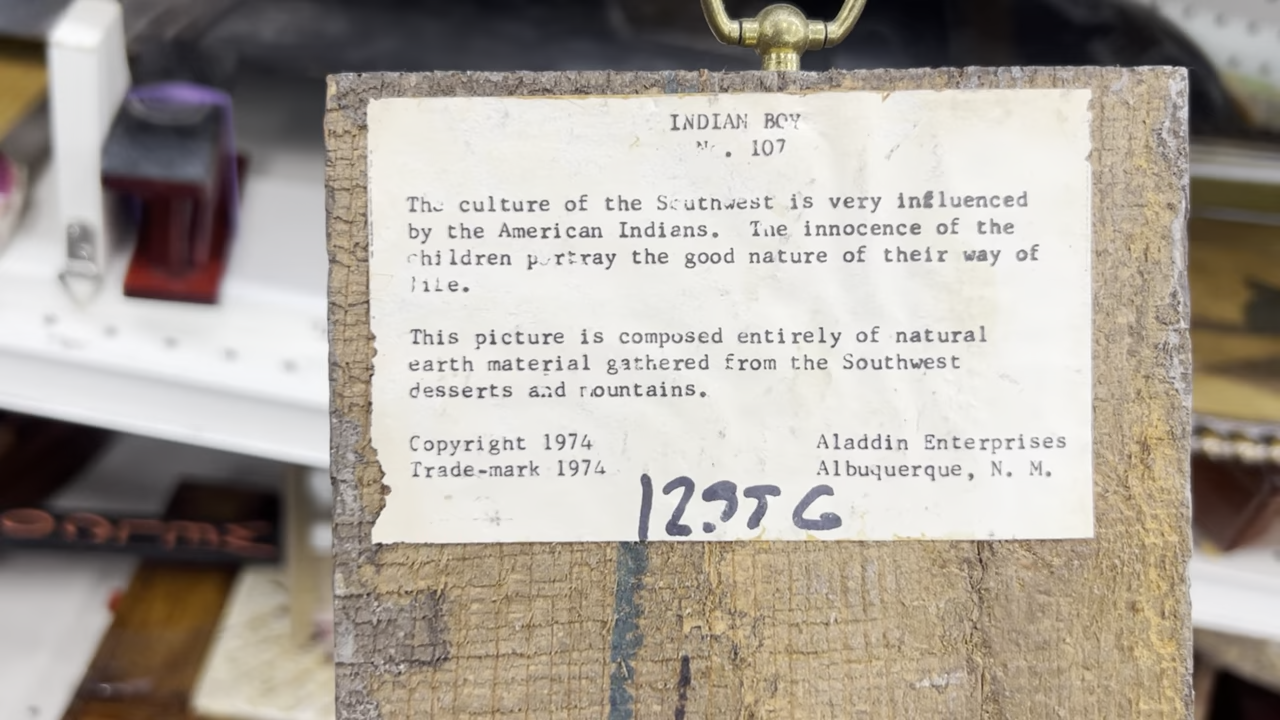 INDIAN BOY
No. 107
The culture of the Southwest is very influenced
by the American Indians. The innocence of the
children portray the good nature of their way of
life.
This picture is composed entirely of natural
earth material gathered from the Southwest
desserts and mountains.
Copyright 1974
Aladdin Enterprises
Trade-mark 1974
Albuquerque, N. M.